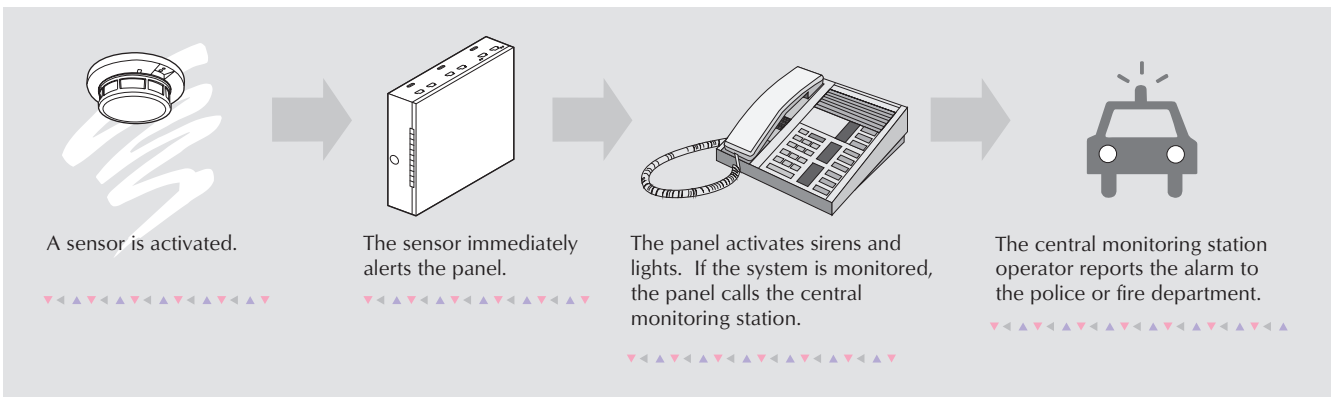 A sensor is activated.
The sensor immediately
alerts the panel.
The panel activates sirens and
lights.  If the system is monitored,
the panel calls the central
monitoring station.
The central monitoring station
operator reports the alarm to
the police or fire department.